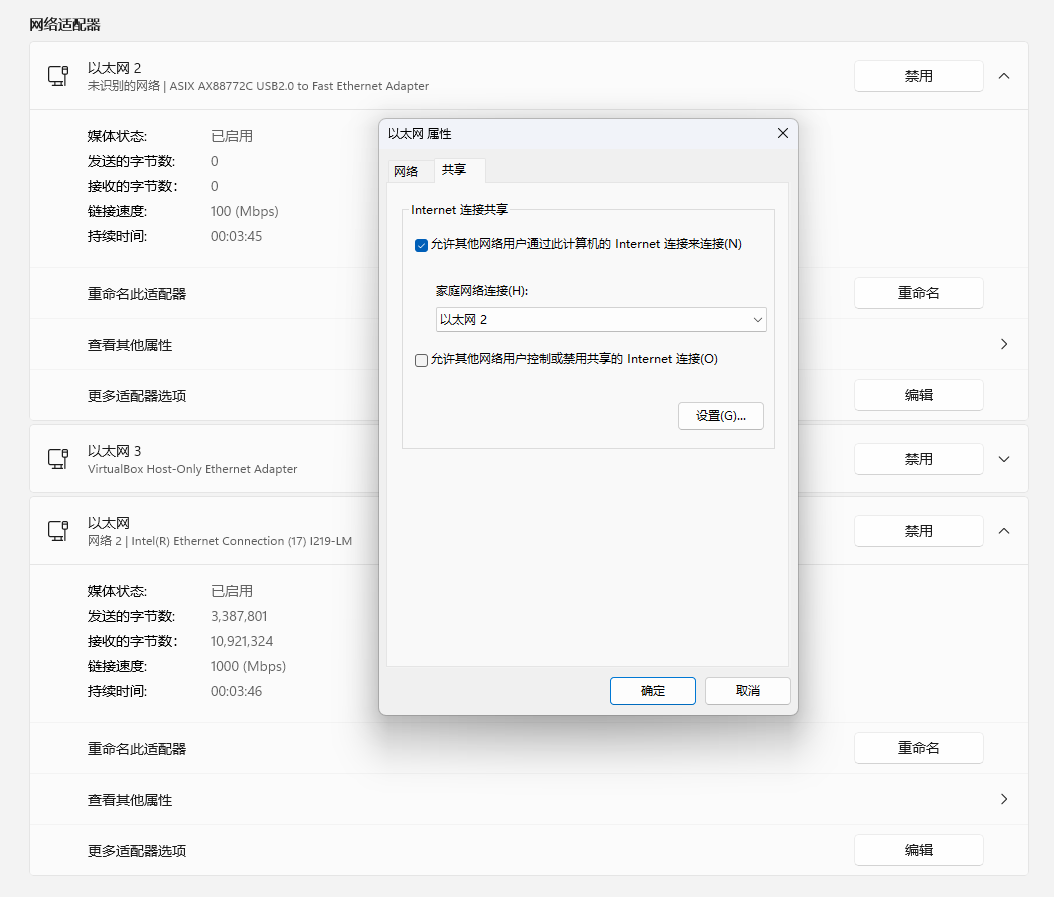 网络适配器
以太网 2
未识别的网络 | ASIX AX88772C USB2.0 to Fast Ethernet Adapter
禁用
媒体状态: 已启用
发送的字节数: 0
接收的字节数: 0
链接速度: 100 (Mbps)
持续时间: 00:03:45
重命名此适配器
重命名
查看其他属性
更多适配器选项
编辑
以太网 3
VirtualBox Host-Only Ethernet Adapter
禁用
以太网
网络 2 | Intel(R) Ethernet Connection (17) I219-LM
禁用
媒体状态: 已启用
发送的字节数: 3,387,801
接收的字节数: 10,921,324
链接速度: 1000 (Mbps)
持续时间: 00:03:46
重命名此适配器
重命名
查看其他属性
更多适配器选项
编辑
以太网 属性
网络 共享
Internet 连接共享
允许其他网络用户通过此计算机的 Internet 连接来连接(N)
家庭网络连接(H):
以太网 2
允许其他网络用户控制或禁用共享的 Internet 连接(O)
设置(G)...
确定 取消